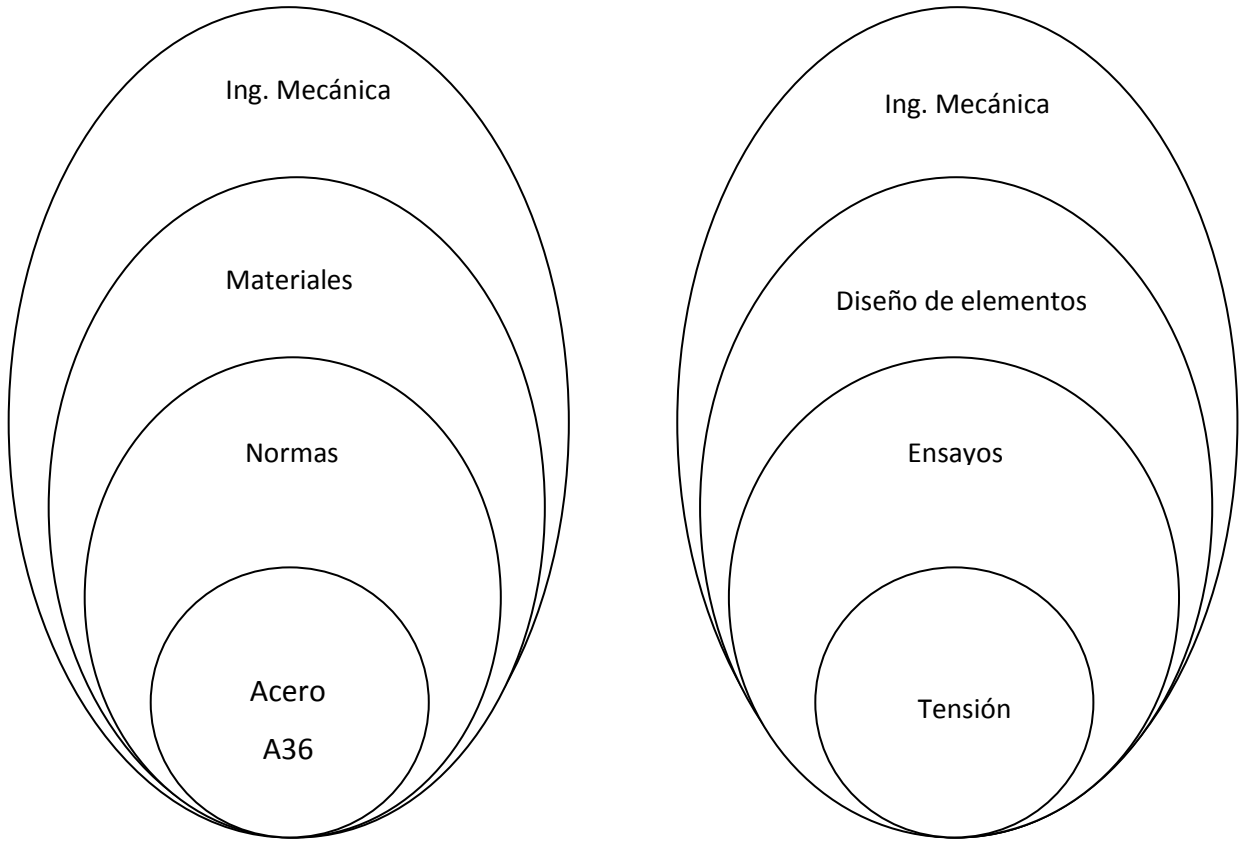 Ing. Mecánica
Materiales
Normas
Acero
A36
Ing. Mecánica
Diseño de elementos
Ensayos
Tensión